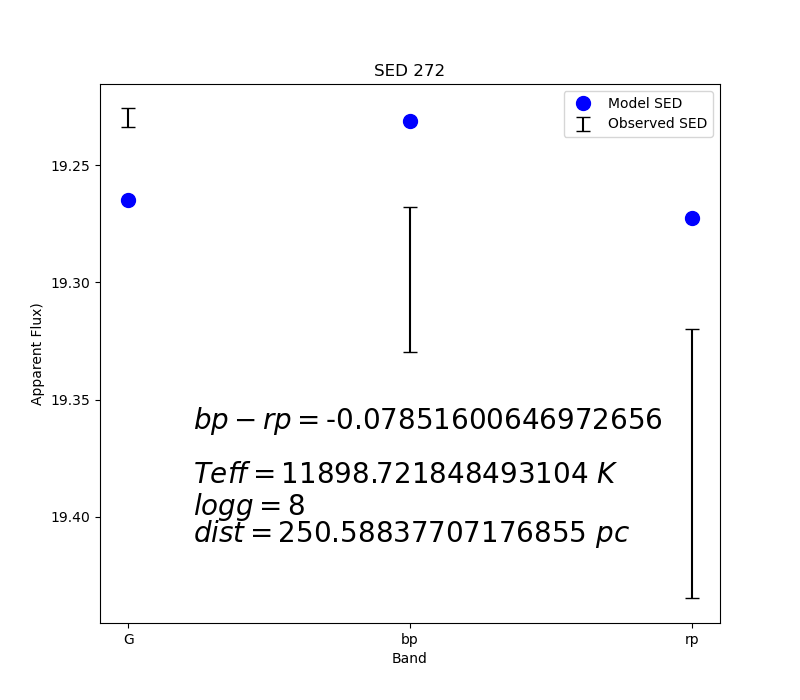 SED 272
Model SED
Observed SED
19.25
19.30
19.35
19.40
Apparent Flux)
bp − rp = -0.07851600646972656
Teff = 11898.721848493104 K
logg = 8
dist = 250.58837707176855 pc
G
bp
rp
Band